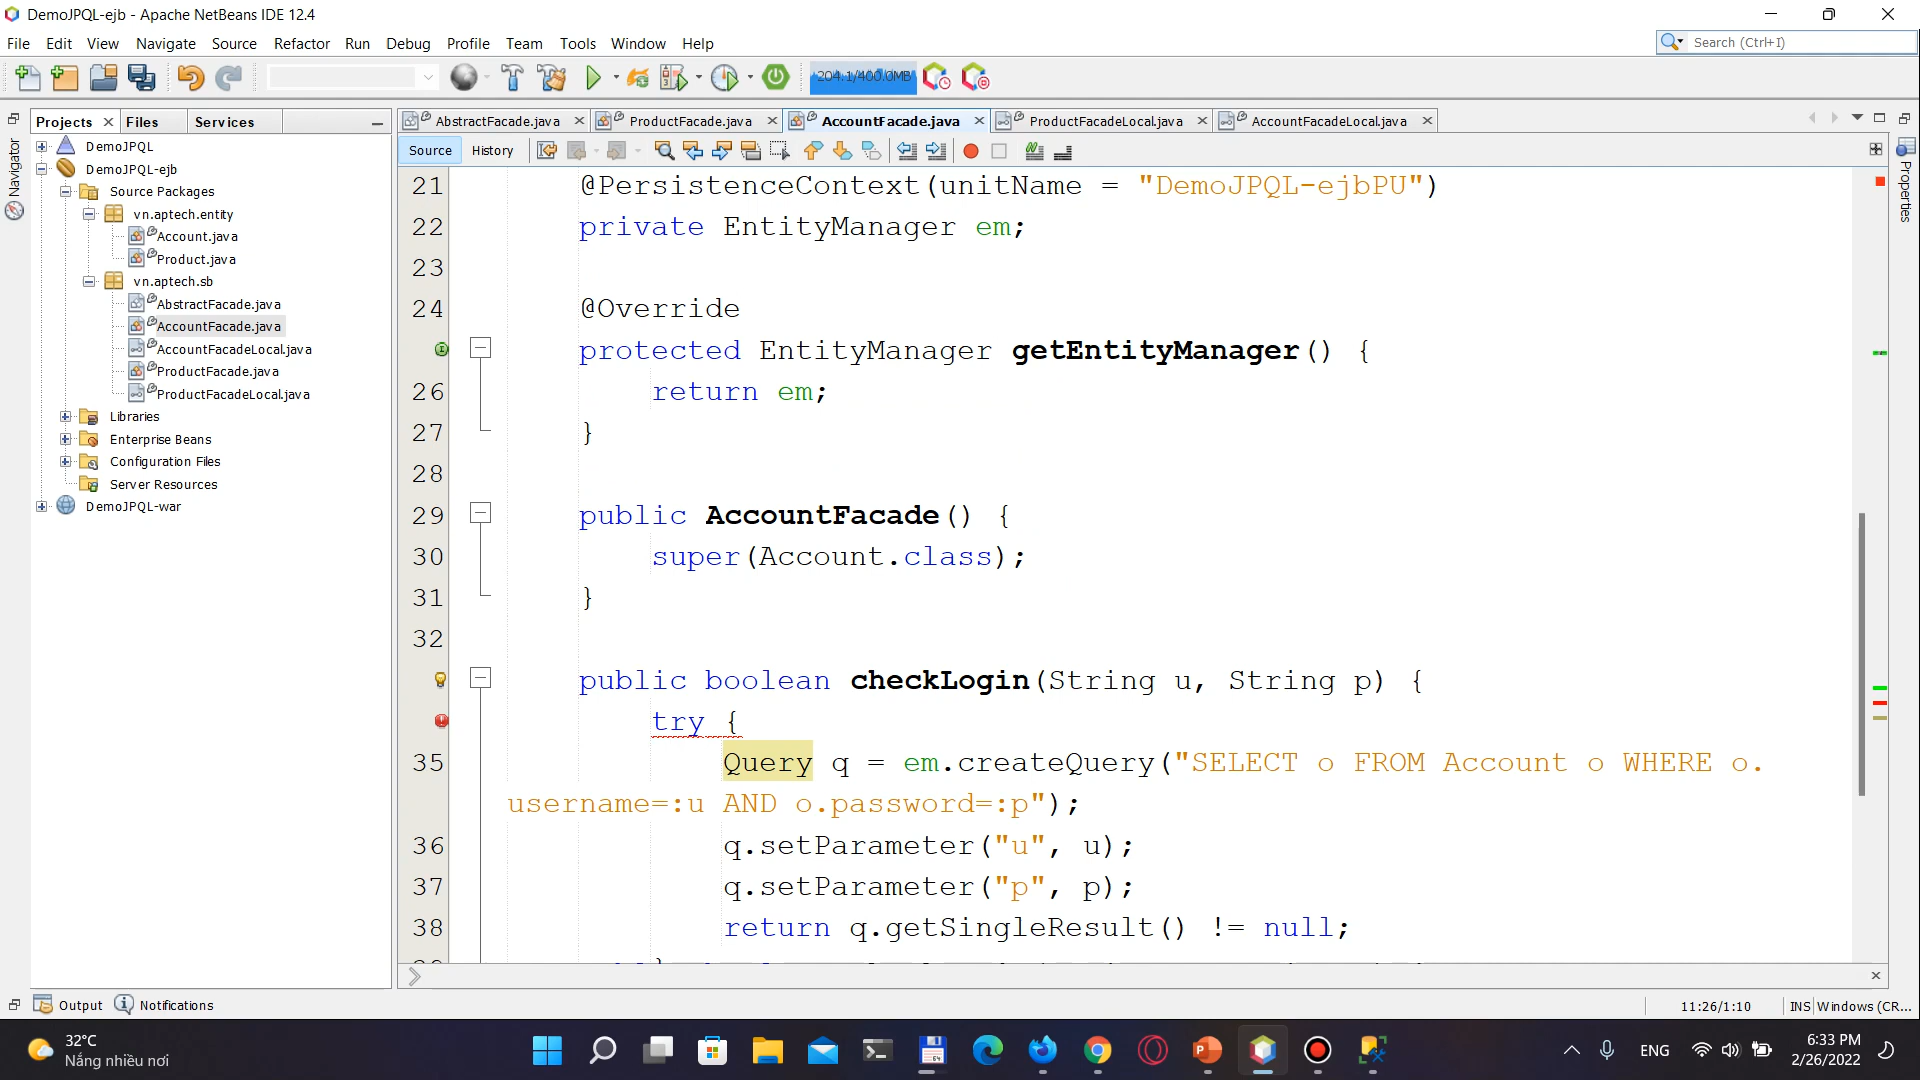 DemoJPQL-ejb - Apache NetBeans IDE 12.4
File Edit View Navigate Source Refactor Run Debug Profile Team Tools Window Help
Search (Ctrl+I)
204.1/400.0MB
Projects Files Services
AbstractFacade.java ProductFacade.java AccountFacade.java ProductFacadeLocal.java AccountFacadeLocal.java
Source History
Navigator
Properties
DemoJPQL
DemoJPQL-ejb
Source Packages
vn.aptech.entity
Account.java
Product.java
vn.aptech.sb
AbstractFacade.java
AccountFacade.java
AccountFacadeLocal.java
ProductFacade.java
ProductFacadeLocal.java
Libraries
Enterprise Beans
Configuration Files
Server Resources
DemoJPQL-war
21 @PersistenceContext(unitName = "DemoJPQL-ejbPU")
22 private EntityManager em;
23
24 @Override
protected EntityManager getEntityManager() {
26 return em;
27 }
28
29 public AccountFacade() {
30 super(Account.class);
31 }
32
public boolean checkLogin(String u, String p) {
try {
35 Query q = em.createQuery("SELECT o FROM Account o WHERE o.
username=:u AND o.password=:p");
36 q.setParameter("u", u);
37 q.setParameter("p", p);
38 return q.getSingleResult() != null;
Output Notifications
11:26/1:10 INS Windows (CR...
32°C
Nắng nhiều nơi
64
ENG
6:33 PM
2/26/2022